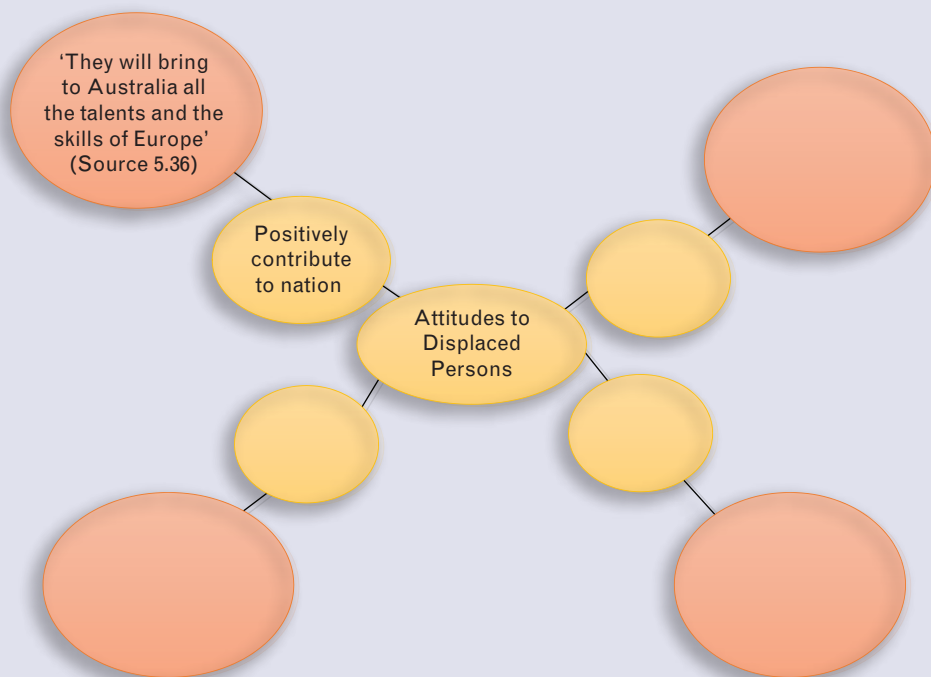 ‘They will bring
to Australia all
the talents and the
skills of Europe’
(Source 5.36)
Positively
contribute
to nation
Attitudes to
Displaced
Persons